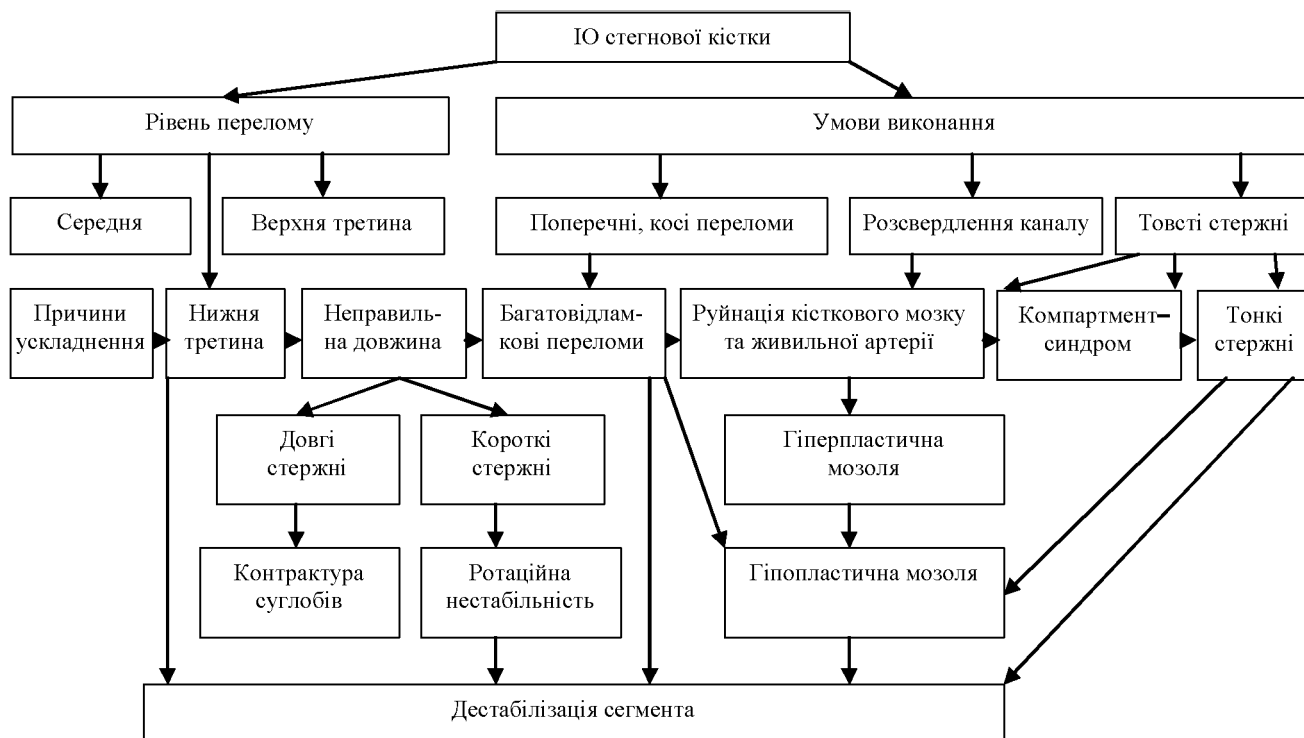 ІО стегнової кістки
Рівень перелому
Умови виконання
Середня
Верхня третина
Поперечні, косі переломи
Розсвердлення каналу
Товсті стержні
Причини
ускладнення
Нижня
третина
Неправиль-
на довжина
Багатовідлам-
кові переломи
Руйнація кісткового мозку
та живильної артерії
Компартмент–
синдром
Тонкі
стержні
Довгі
стержні
Короткі
стержні
Гіперпластична
мозоля
Контрактура
суглобів
Ротаційна
нестабільність
Гіпопластична мозоля
Дестабілізація сегмента